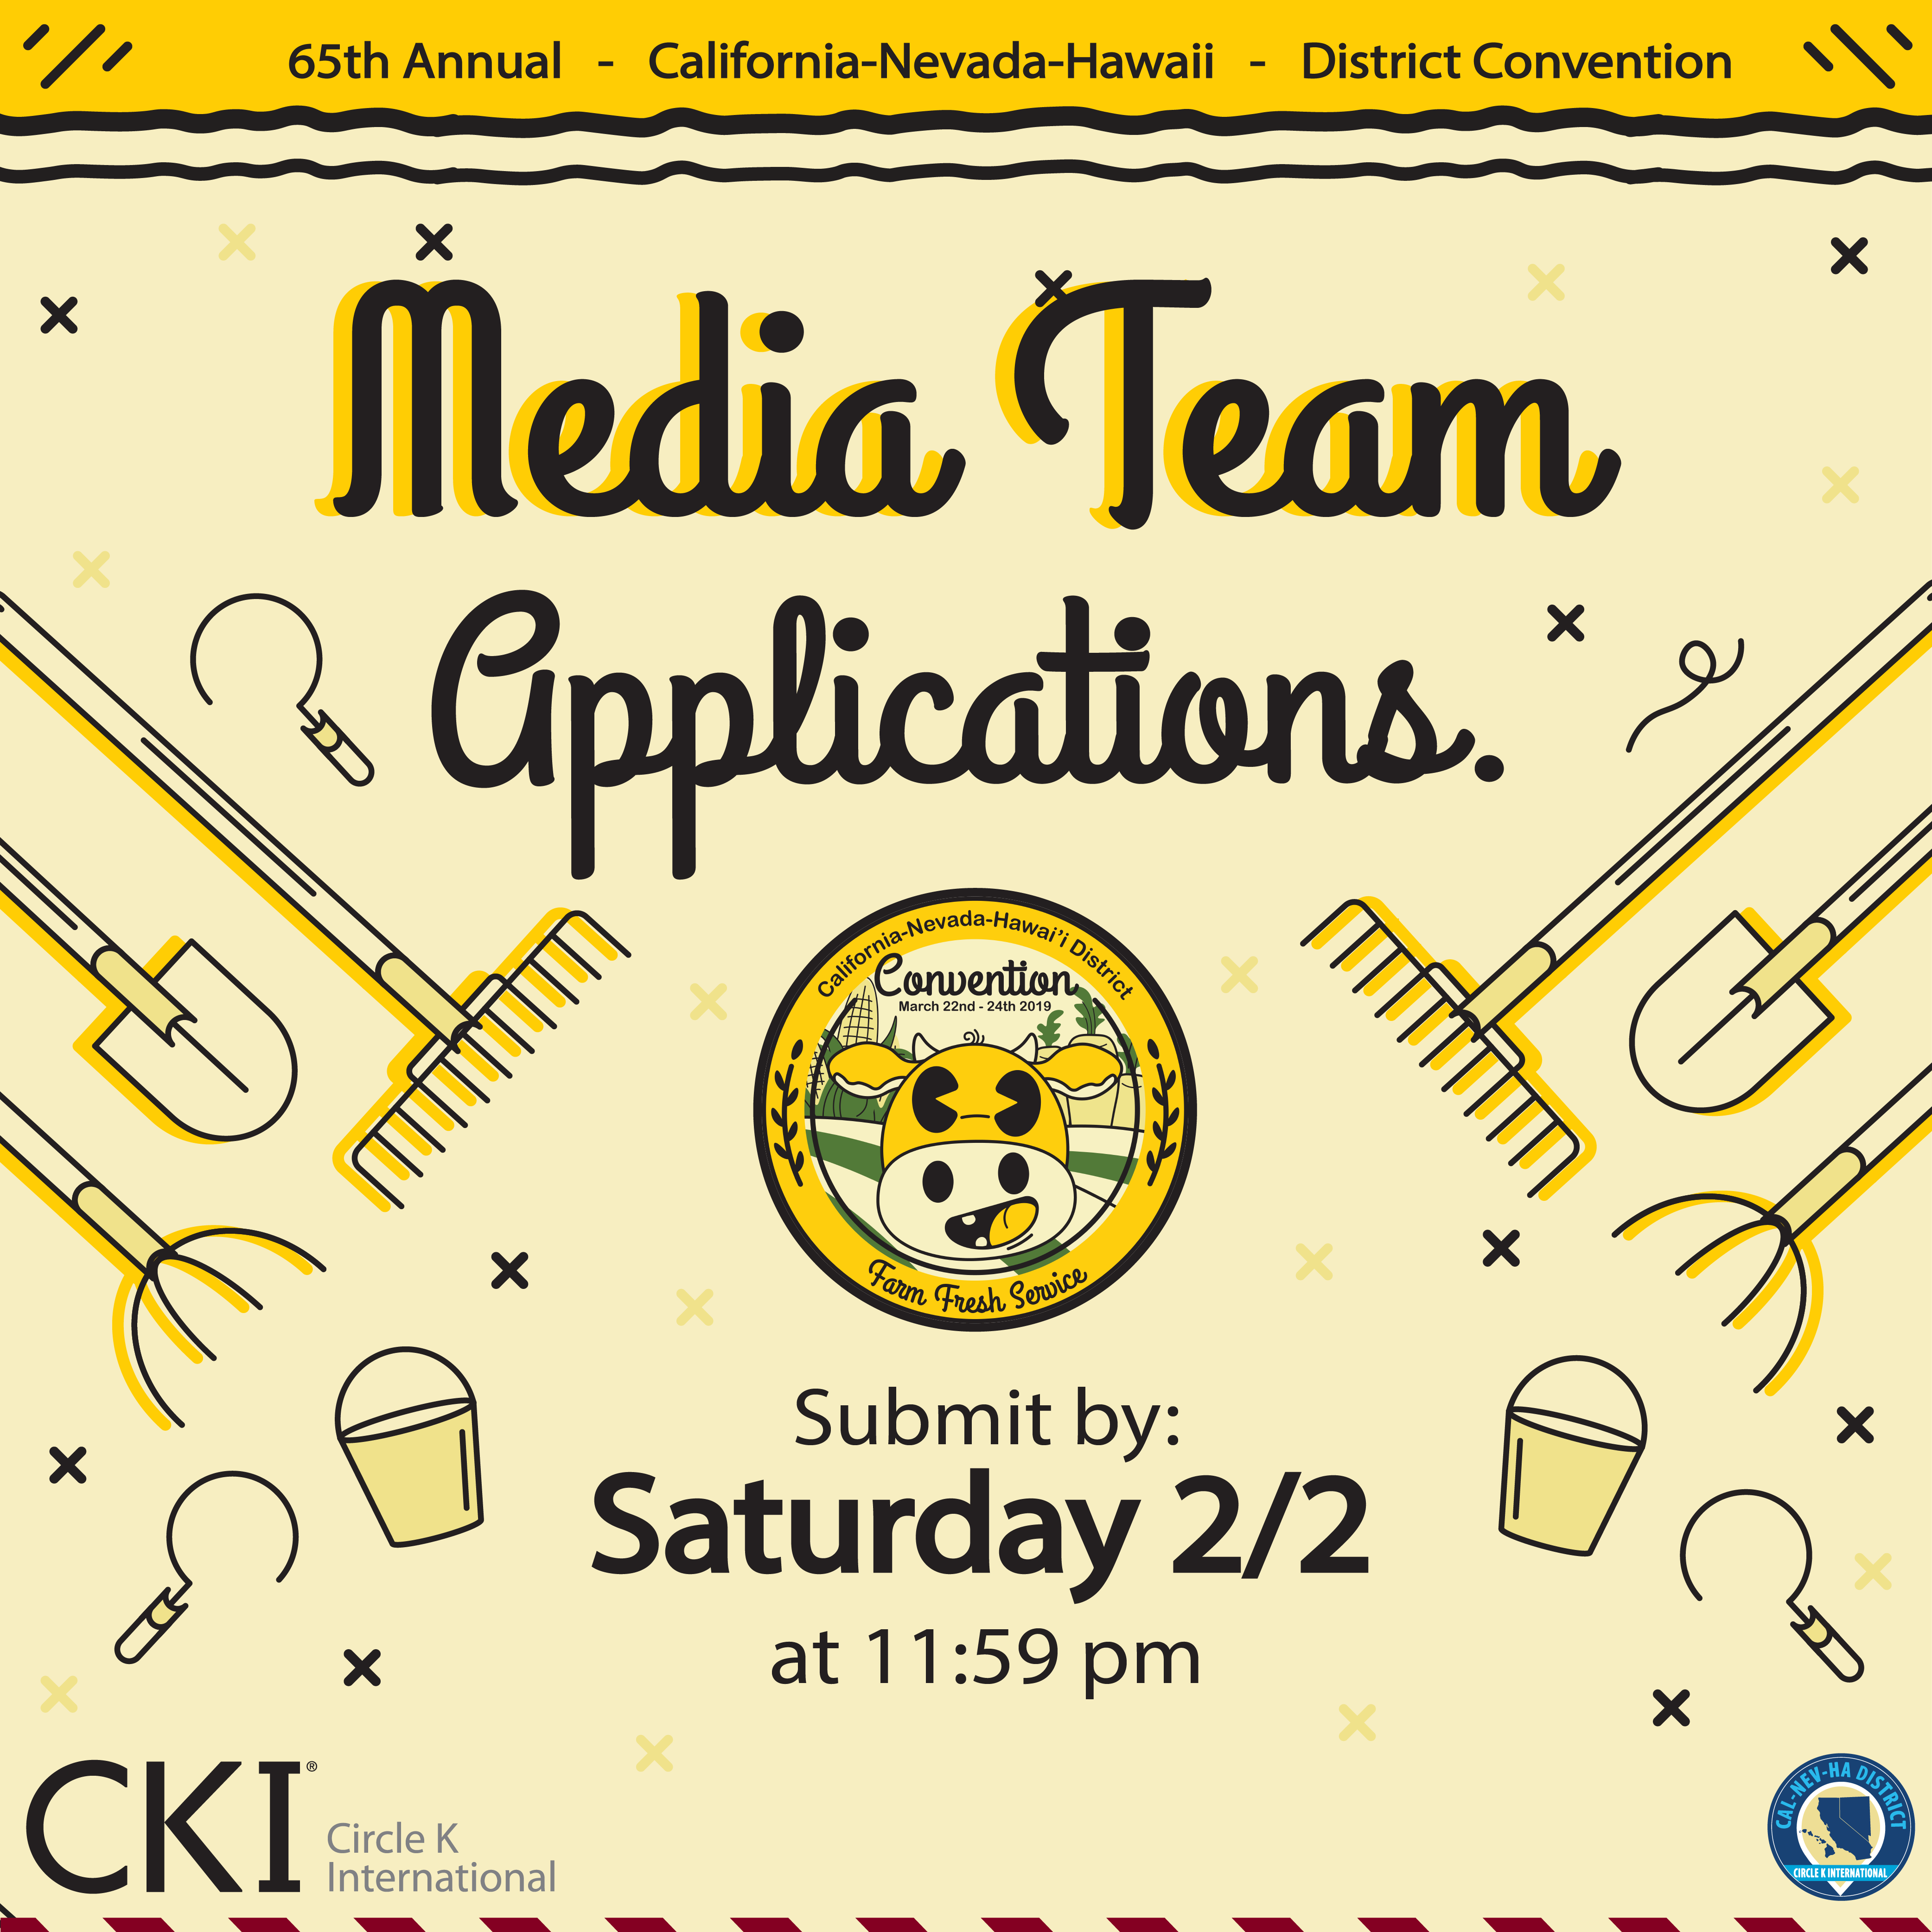 65th Annual - California-Nevada-Hawaii - District Convention
Media Team
Applications.
California-Nevada-Hawai'i District
Convention
March 22nd - 24th 2019
Farm Fresh Service
Submit by:
Saturday 2/2
at 11:59 pm
CKI®
Circle K
International
CAL-NEV-HA DISTRICT
CIRCLE K INTERNATIONAL